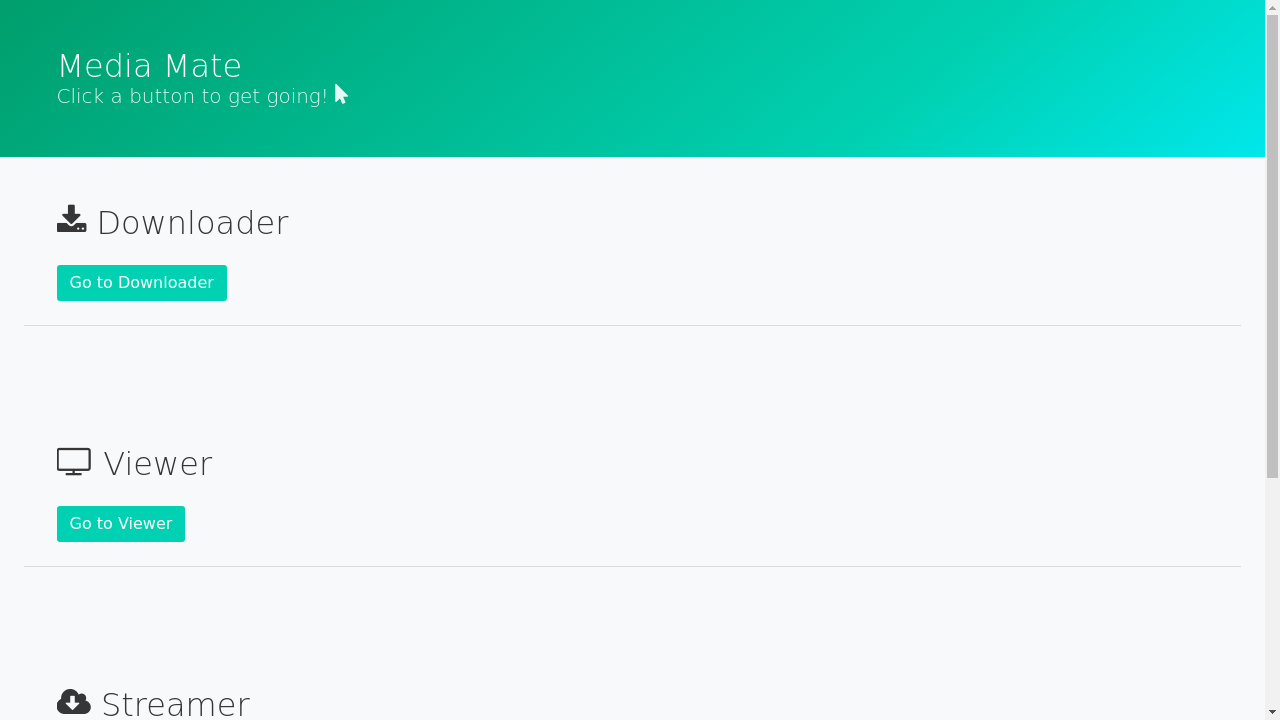 Media Mate
Click a button to get going!
Downloader
Go to Downloader
Viewer
Go to Viewer
Streamer